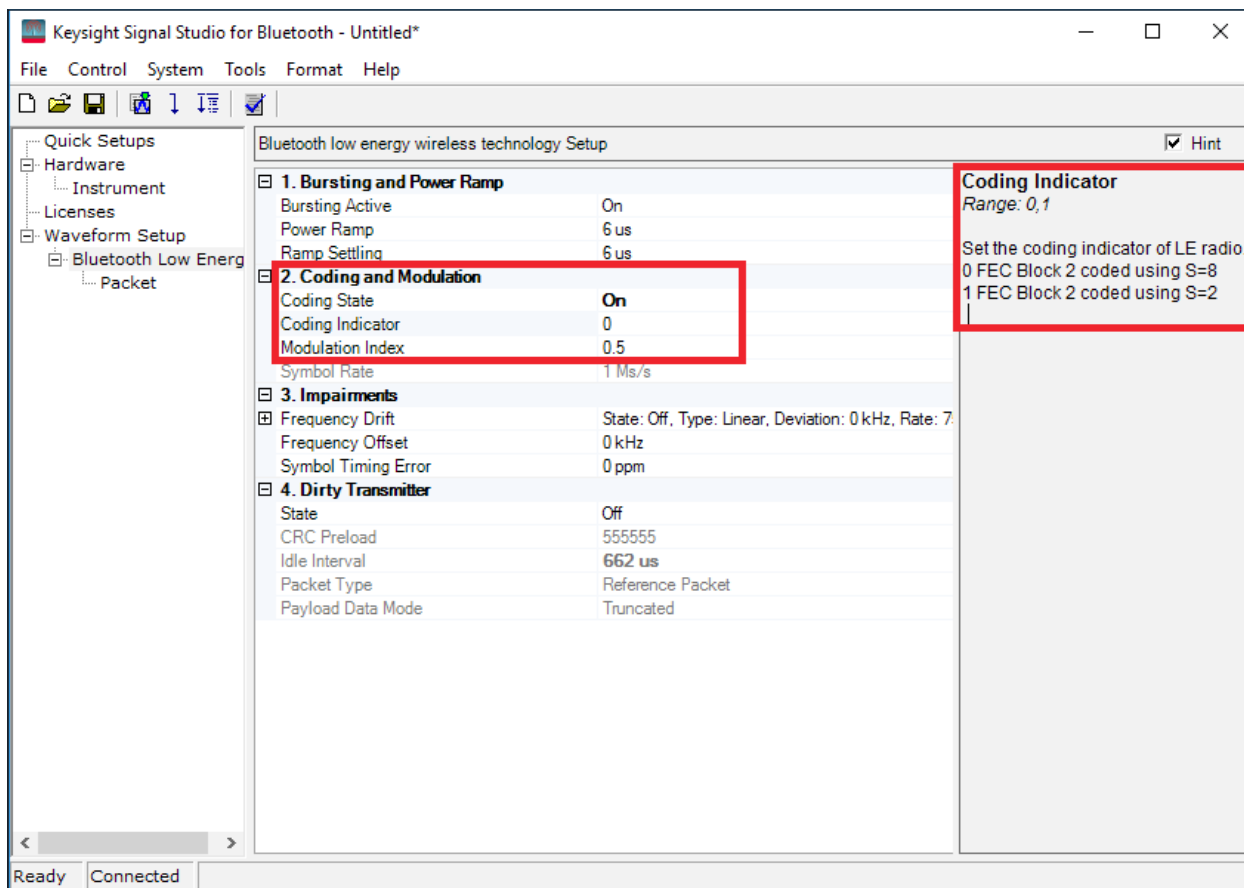 Keysight Signal Studio for Bluetooth - Untitled*
File Control System Tools Format Help
Quick Setups
Hardware
Instrument
Licenses
Waveform Setup
Bluetooth Low Energ
Packet
Bluetooth low energy wireless technology Setup
Hint
1. Bursting and Power Ramp
Bursting Active On
Power Ramp 6 us
Ramp Settling 6 us
2. Coding and Modulation
Coding State On
Coding Indicator 0
Modulation Index 0.5
Symbol Rate 1 Ms/s
3. Impairments
Frequency Drift State: Off, Type: Linear, Deviation: 0 kHz, Rate: 7
Frequency Offset 0 kHz
Symbol Timing Error 0 ppm
4. Dirty Transmitter
State Off
CRC Preload 555555
Idle Interval 662 us
Packet Type Reference Packet
Payload Data Mode Truncated
Coding Indicator
Range: 0,1
Set the coding indicator of LE radio
0 FEC Block 2 coded using S=8
1 FEC Block 2 coded using S=2
Ready Connected